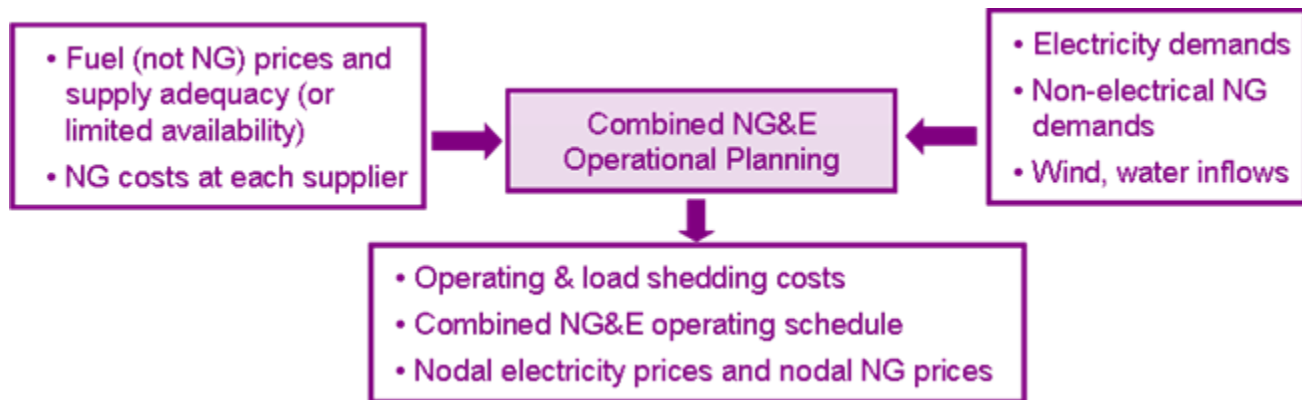 • Fuel (not NG) prices and
supply adequacy (or
limited availability)
• NG costs at each supplier
Combined NG&E
Operational Planning
• Electricity demands
• Non-electrical NG
demands
• Wind, water inflows
• Operating & load shedding costs
• Combined NG&E operating schedule
• Nodal electricity prices and nodal NG prices